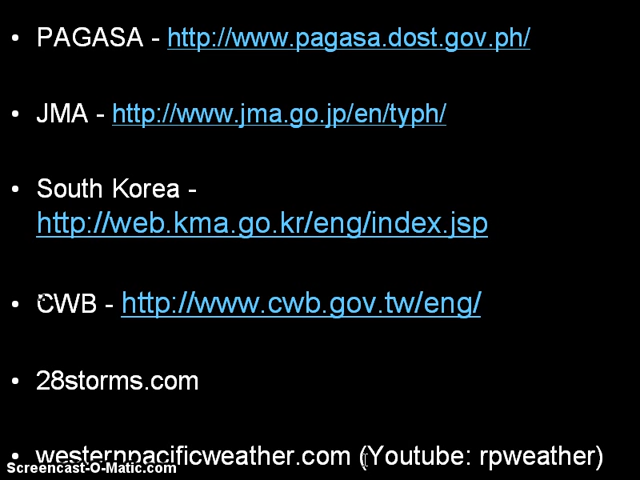 • PAGASA - http://www.pagasa.dost.gov.ph/
• JMA - http://www.jma.go.jp/en/typh/
• South Korea -
http://web.kma.go.kr/eng/index.jsp
• CWB - http://www.cwb.gov.tw/eng/
• 28storms.com
• westernpacificweather.com (Youtube: rpweather)
Screencast-O-Matic.com